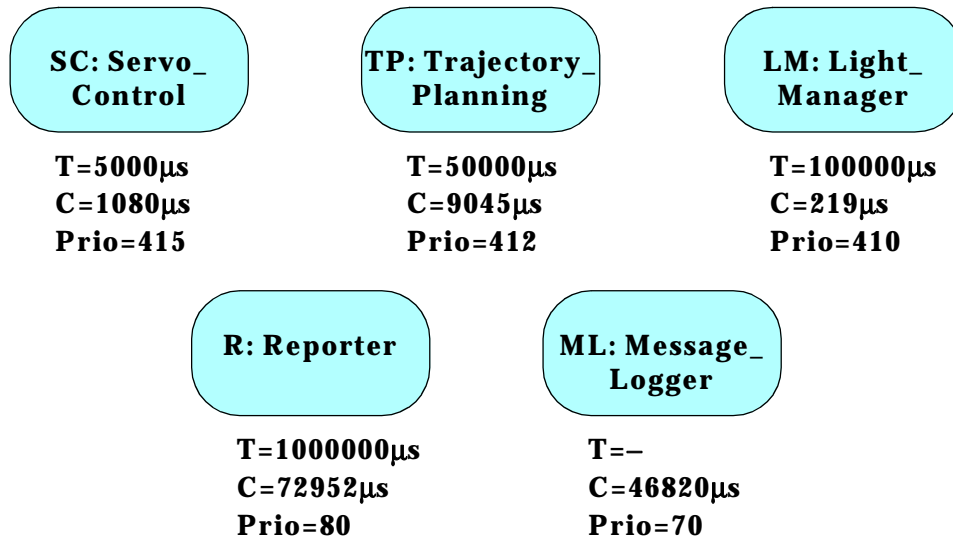 SC: Servo_
Control
T=5000μs
C=1080μs
Prio=415
TP: Trajectory_
Planning
T=50000μs
C=9045μs
Prio=412
LM: Light_
Manager
T=100000μs
C=219μs
Prio=410
R: Reporter
T=1000000μs
C=72952μs
Prio=80
ML: Message_
Logger
T=–
C=46820μs
Prio=70